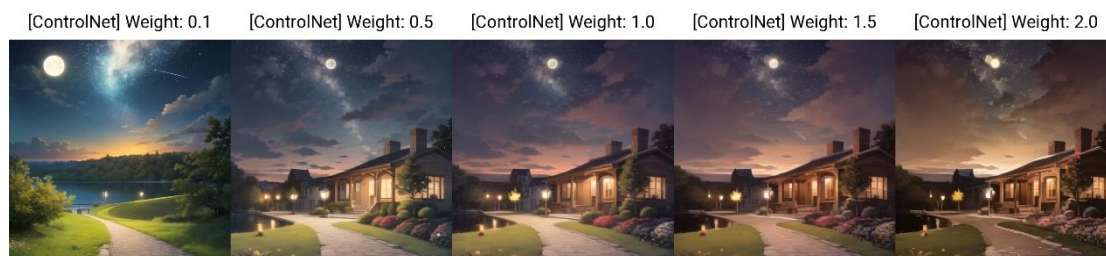 [ControlNet] Weight: 0.1
[ControlNet] Weight: 0.5
[ControlNet] Weight: 1.0
[ControlNet] Weight: 1.5
[ControlNet] Weight: 2.0